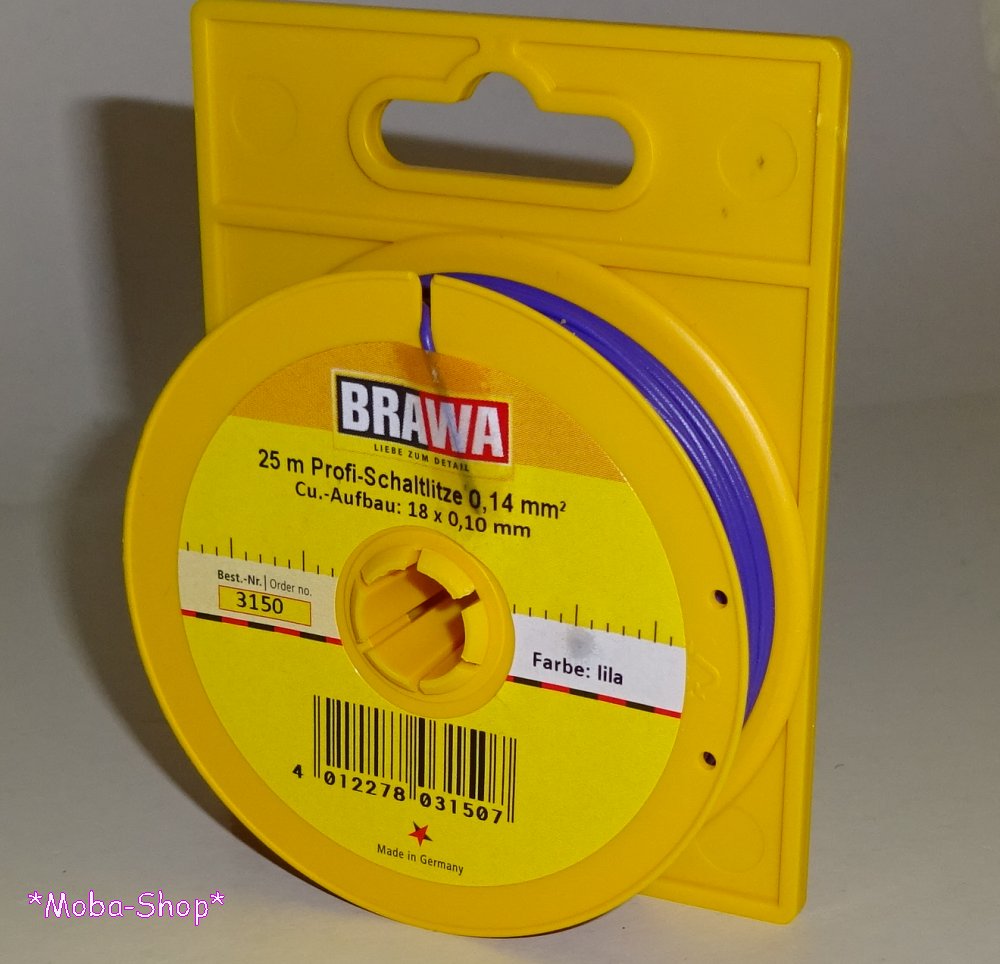 BRAWA
LIEBE ZUM DETAIL
25 m Profi-Schaltlitze 0,14 mm²
Cu.-Aufbau: 18 x 0,10 mm
Best.-Nr. | Order no.
3150
Farbe: lila
4 012278 031507
Made in Germany
*Moba-Shop*